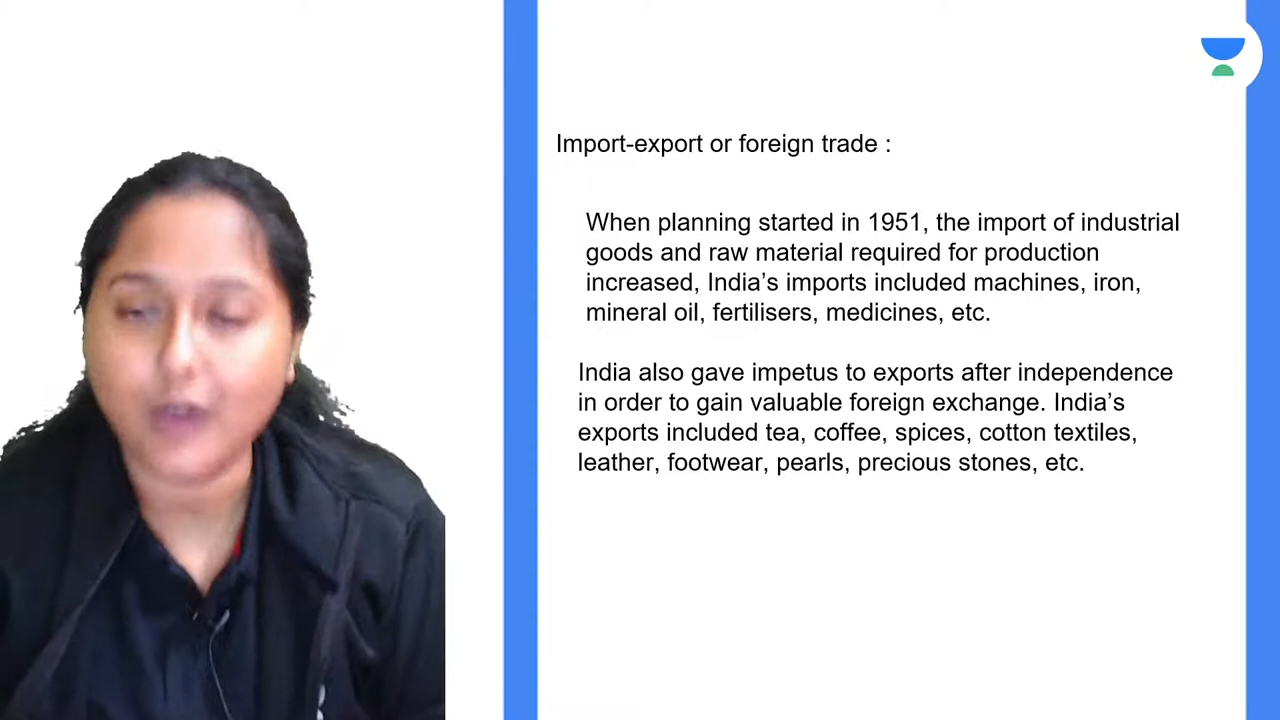 Import-export or foreign trade :
When planning started in 1951, the import of industrial
goods and raw material required for production
increased, India’s imports included machines, iron,
mineral oil, fertilisers, medicines, etc.
India also gave impetus to exports after independence
in order to gain valuable foreign exchange. India’s
exports included tea, coffee, spices, cotton textiles,
leather, footwear, pearls, precious stones, etc.